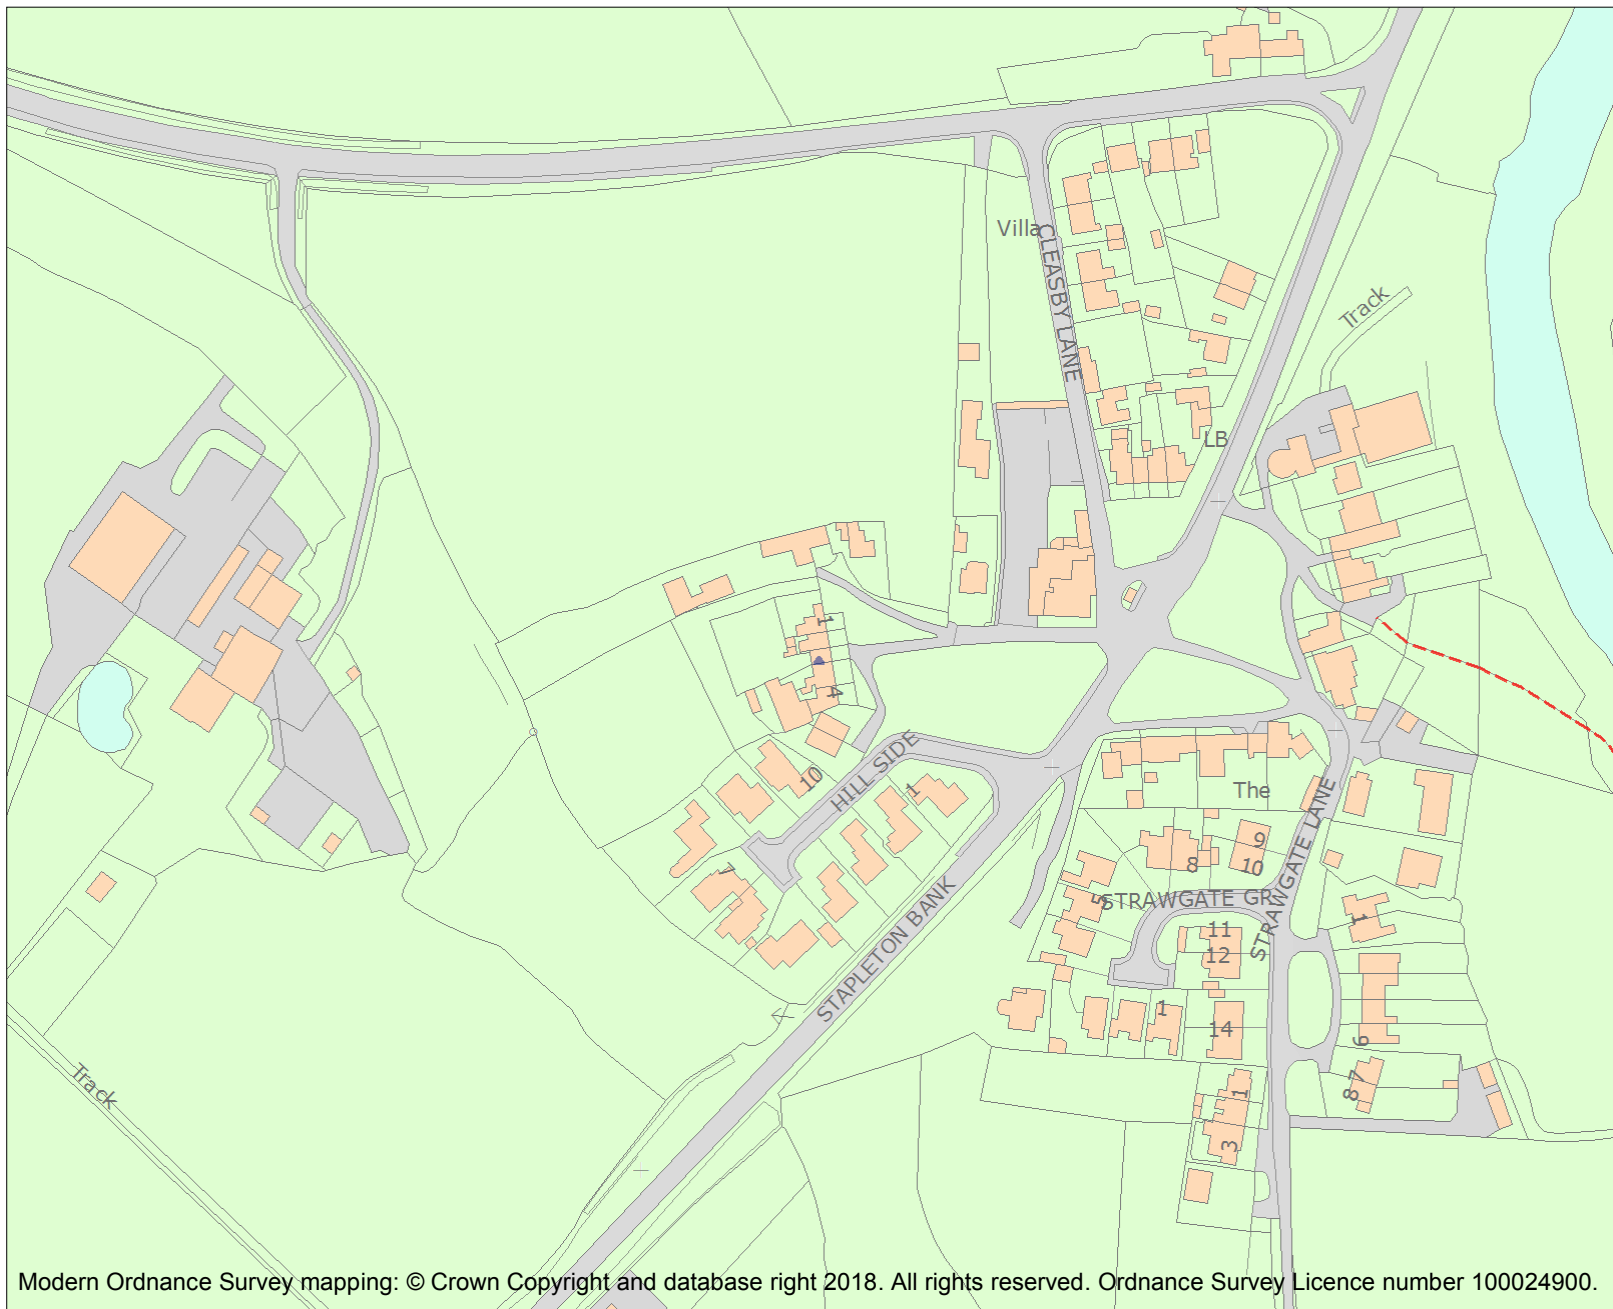 Villa
CLEASBY LANE
Track
LB
1
4
HILL SIDE
10
1
7
The
STRAWGATE LANE
9
10
8
5
STRAWGATE GR
11
12
1
STAPLETON BANK
1
14
6
7
8
1
3
Track
Modern Ordnance Survey mapping: © Crown Copyright and database right 2018. All rights reserved. Ordnance Survey Licence number 100024900.